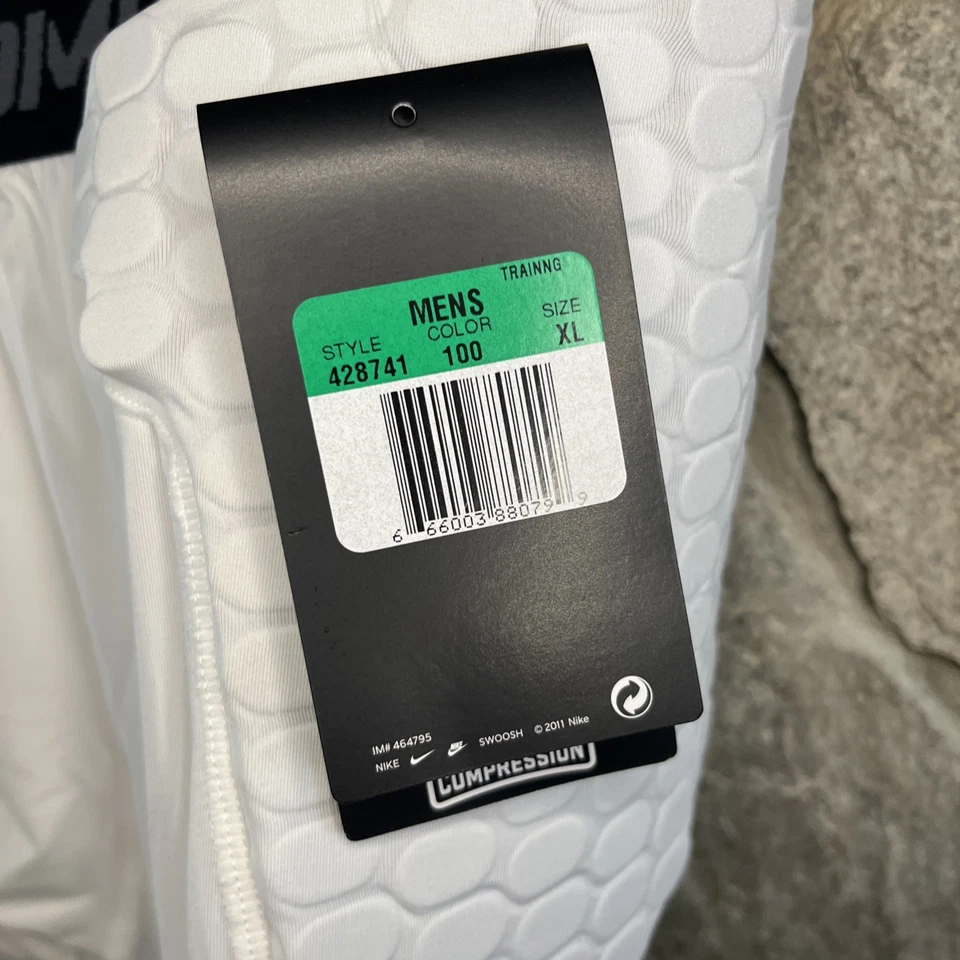 TRAINNG
MENS
STYLE COLOR SIZE
428741 100 XL
6 66003 88079 9
IM# 464795
NIKE SWOOSH © 2011 Nike
COMPRESSION